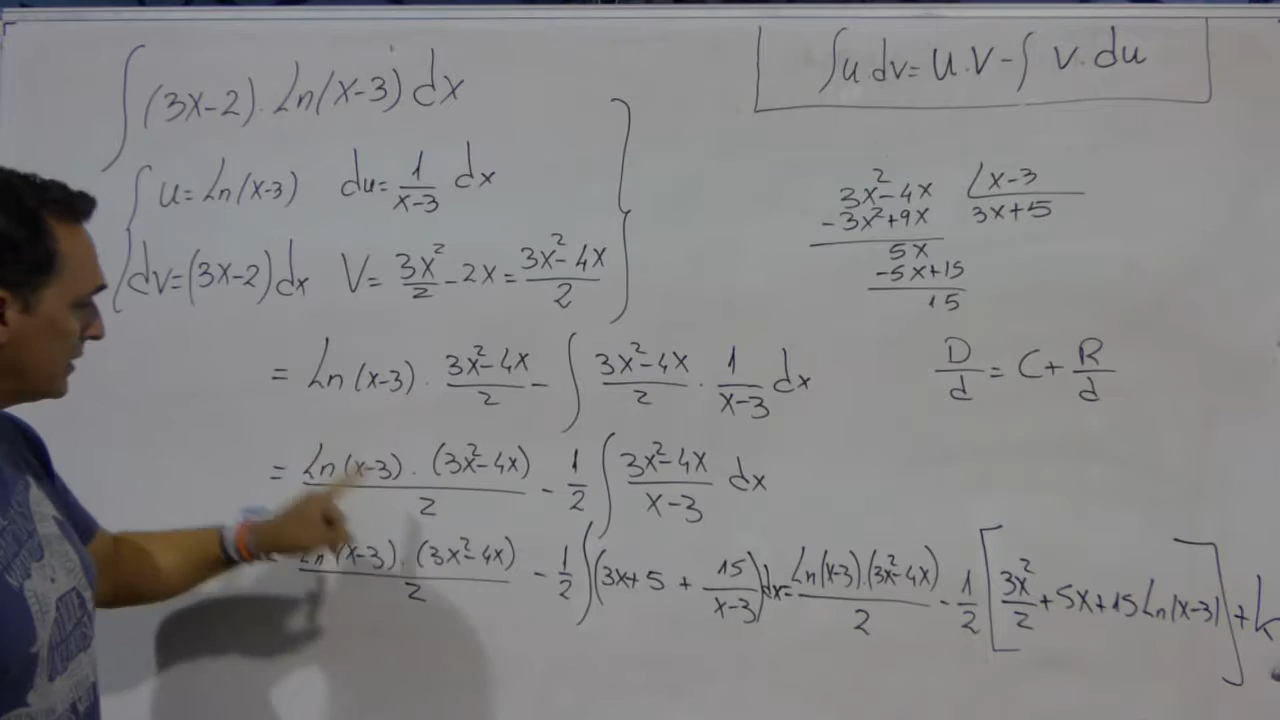 ∫(3x-2).Ln(x-3)dx
∫u.dv=u.v-∫v.du
u=Ln(x-3) du=1/(x-3) dx
dv=(3x-2)dx V=3x²/2-2x=(3x²-4x)/2
3x²-4x x-3
-3x²+9x 3x+5
5x
-5x+15
15
D/d=C+R/d
=Ln(x-3).(3x²-4x)/2-∫(3x²-4x)/2.1/(x-3)dx
=Ln(x-3).(3x²-4x)/2-1/2∫(3x²-4x)/(x-3)dx
Ln(x-3).(3x²-4x)/2-1/2∫(3x+5+15/(x-3))dx=Ln(x-3).(3x²-4x)/2-1/2[3x²/2+5x+15Ln(x-3)]+k